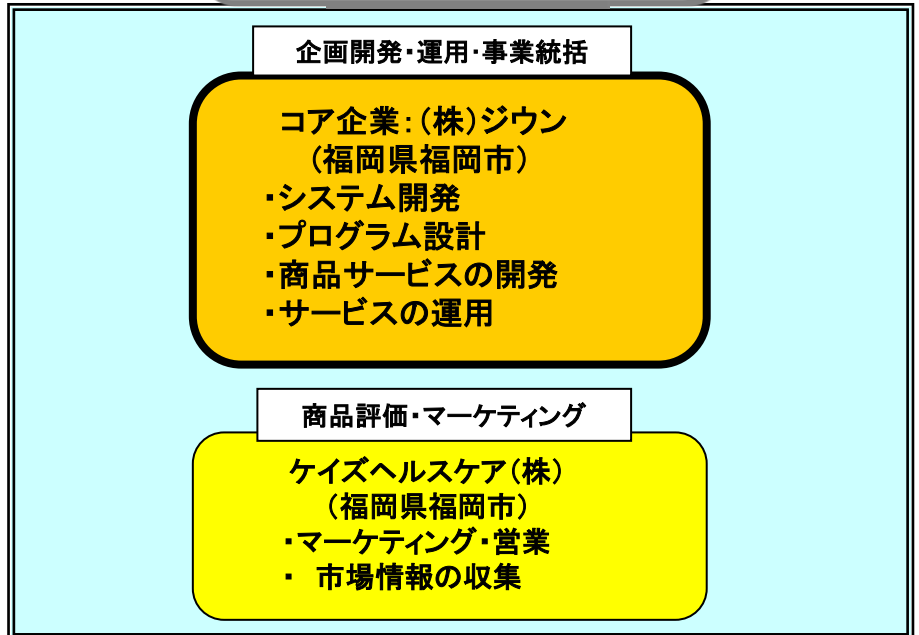 企画開発・運用・事業統括
コア企業：（株）ジウン
（福岡県福岡市）
・システム開発
・プログラム設計
・商品サービスの開発
・サービスの運用
商品評価・マーケティング
ケイズヘルスケア（株）
（福岡県福岡市）
・マーケティング・営業
・ 市場情報の収集